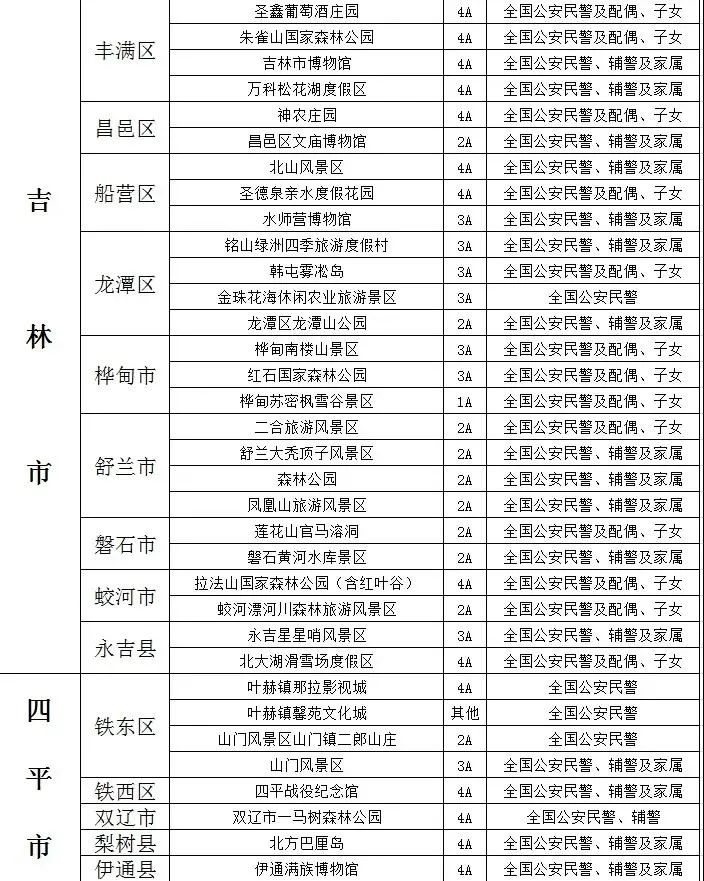 吉林市
丰满区
圣鑫葡萄酒庄园 4A 全国公安民警及配偶、子女
朱雀山国家森林公园 4A 全国公安民警及配偶、子女
吉林市博物馆 4A 全国公安民警、辅警及家属
万科松花湖度假区 4A 全国公安民警、辅警及家属
昌邑区
神农庄园 4A 全国公安民警及配偶、子女
昌邑区文庙博物馆 2A 全国公安民警、辅警及家属
船营区
北山风景区 4A 全国公安民警、辅警及家属
圣德泉亲水度假花园 4A 全国公安民警及配偶、子女
水师营博物馆 3A 全国公安民警、辅警及家属
龙潭区
铭山绿洲四季旅游度假村 3A 全国公安民警、辅警及家属
韩屯雾凇岛 3A 全国公安民警及配偶、子女
金珠花海休闲农业旅游景区 3A 全国公安民警
龙潭区龙潭山公园 2A 全国公安民警、辅警及家属
桦甸市
桦甸南楼山景区 3A 全国公安民警及配偶、子女
红石国家森林公园 3A 全国公安民警及配偶、子女
桦甸苏密枫雪谷景区 1A 全国公安民警及配偶、子女
舒兰市
二合旅游风景区 2A 全国公安民警及配偶、子女
舒兰大秃顶子风景区 2A 全国公安民警、辅警及家属
森林公园 2A 全国公安民警、辅警及家属
凤凰山旅游风景区 2A 全国公安民警、辅警及家属
磐石市
莲花山官马溶洞 2A 全国公安民警及配偶、子女
磐石黄河水库景区 2A 全国公安民警、辅警及家属
蛟河市
拉法山国家森林公园（含红叶谷） 4A 全国公安民警及配偶、子女
蛟河漂河川森林旅游风景区 2A 全国公安民警及配偶、子女
永吉县
永吉星星哨风景区 3A 全国公安民警、辅警及家属
北大湖滑雪场度假区 4A 全国公安民警及配偶、子女
四平市
铁东区
叶赫镇那拉影视城 4A 全国公安民警
叶赫镇馨苑文化城 其他 全国公安民警
山门风景区山门镇二郎山庄 2A 全国公安民警
山门风景区 3A 全国公安民警、辅警及家属
铁西区 四平战役纪念馆 4A 全国公安民警、辅警及家属
双辽市 双辽市一马树森林公园 4A 全国公安民警、辅警
梨树县 北方巴厘岛 4A 全国公安民警、辅警及家属
伊通县 伊通满族博物馆 4A 全国公安民警、辅警及家属